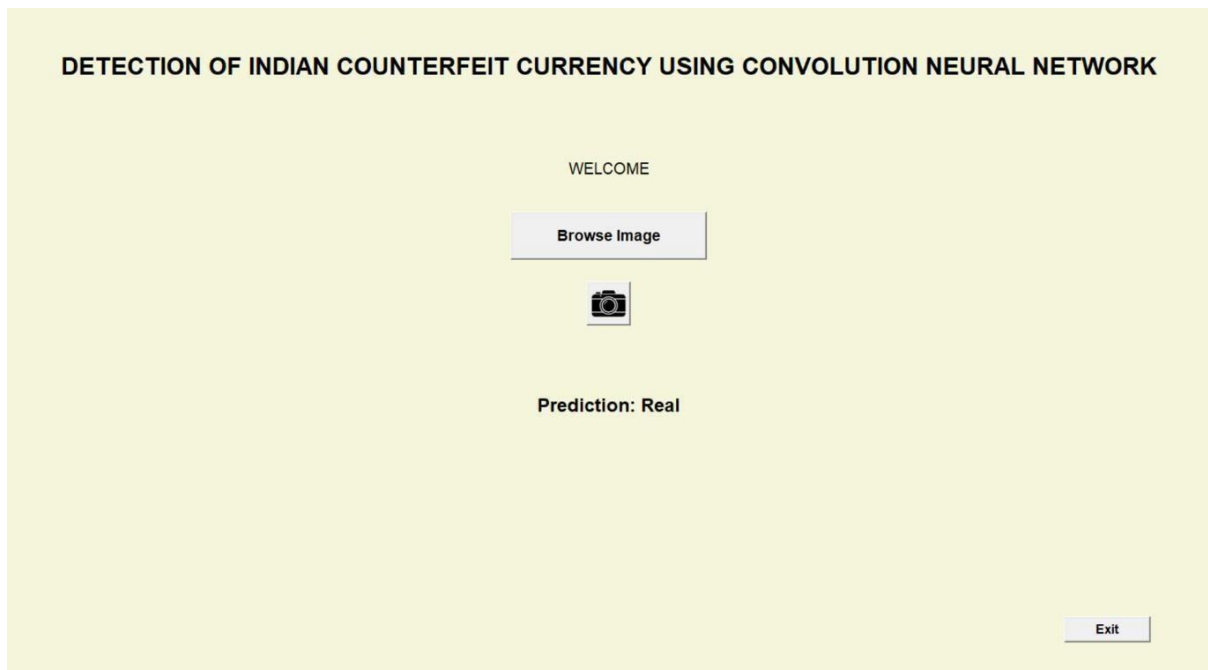 DETECTION OF INDIAN COUNTERFEIT CURRENCY USING CONVOLUTION NEURAL NETWORK
WELCOME
Browse Image
Prediction: Real
Exit